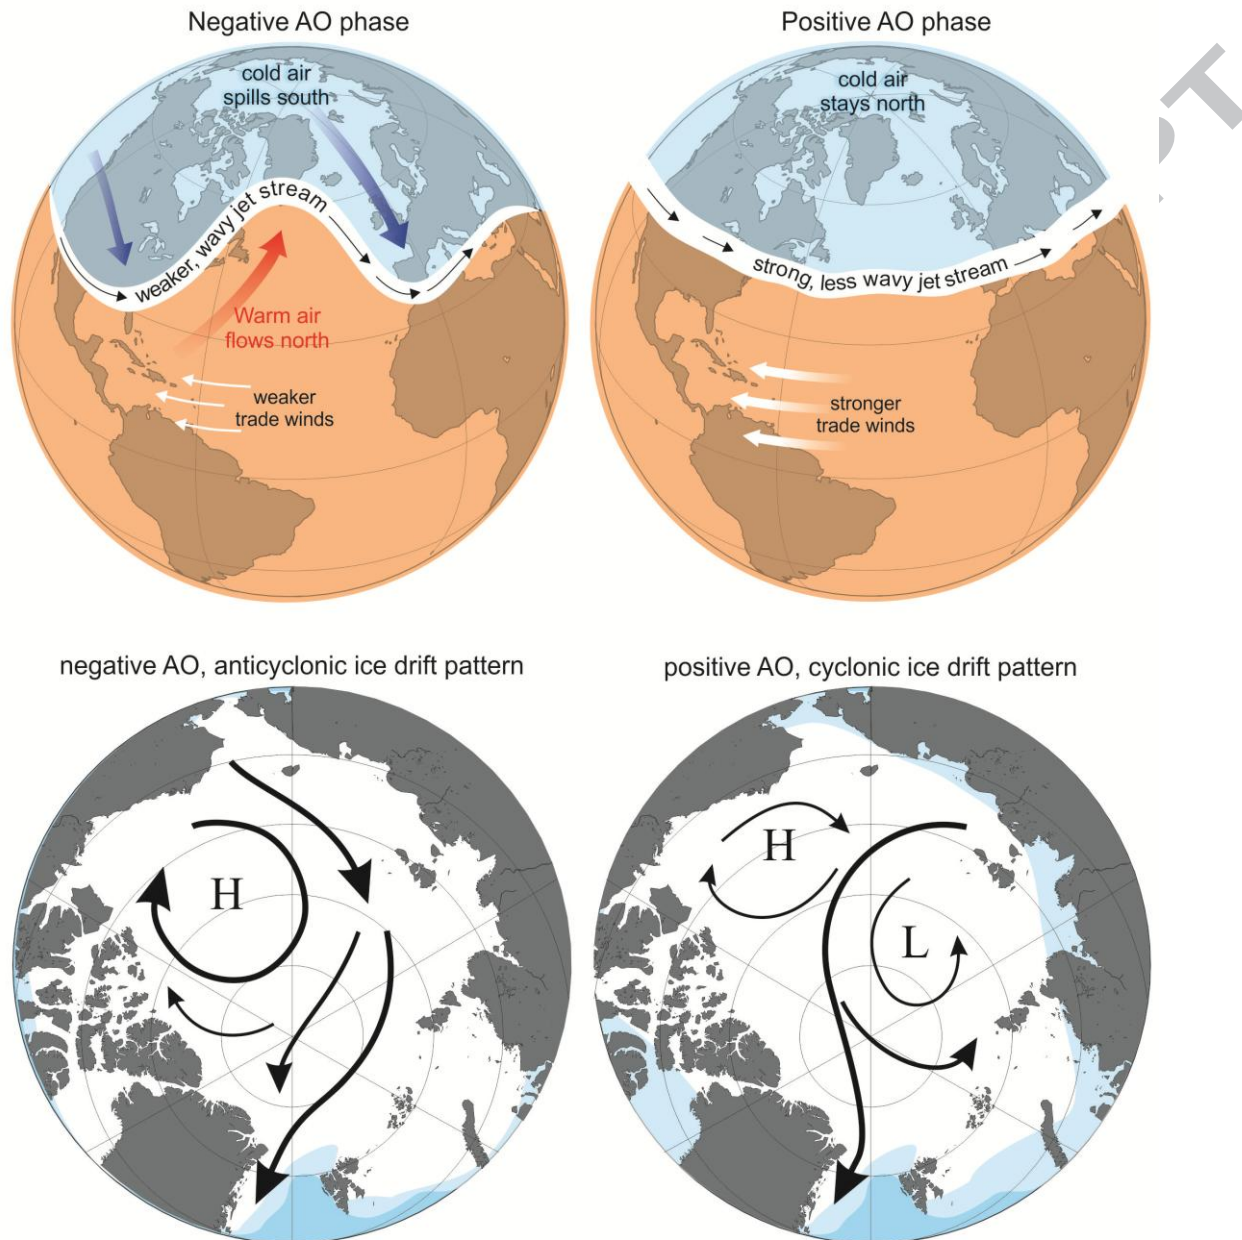 Negative AO phase
Positive AO phase
cold air
spills south
cold air
stays north
weaker, wavy jet stream
strong, less wavy jet stream
Warm air
flows north
weaker
trade winds
stronger
trade winds
negative AO, anticyclonic ice drift pattern
positive AO, cyclonic ice drift pattern
H
H
L